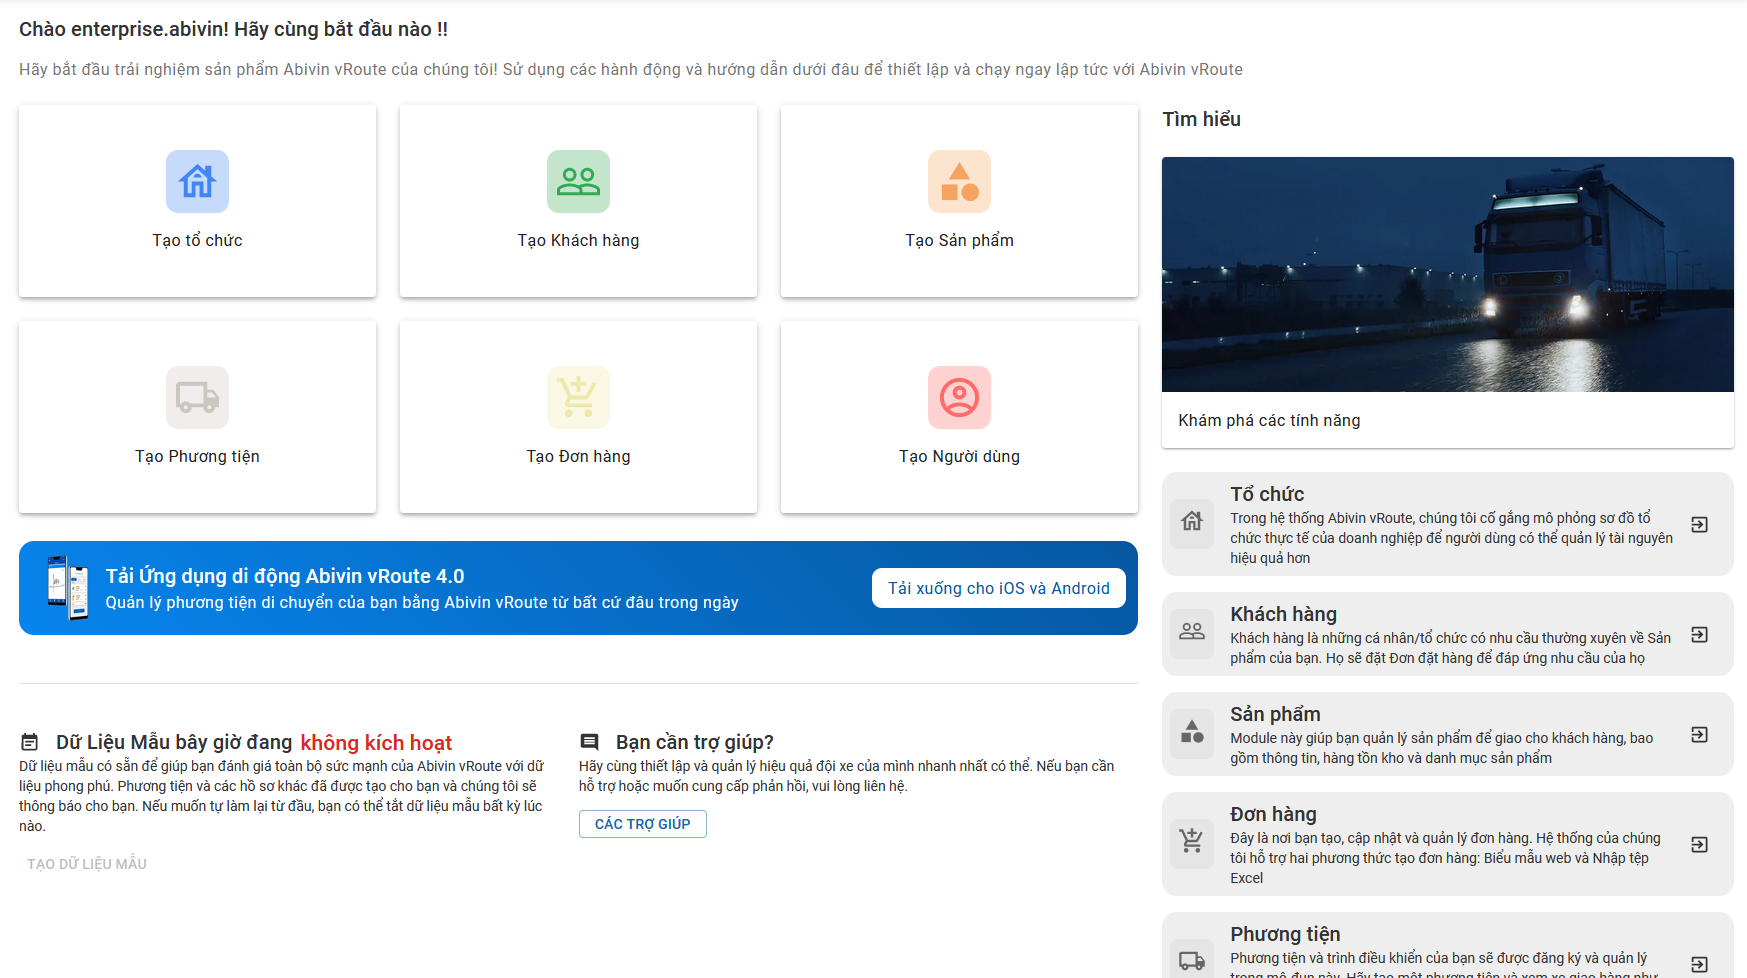 Chào enterprise.abivin! Hãy cùng bắt đầu nào !!
Hãy bắt đầu trải nghiệm sản phẩm Abivin vRoute của chúng tôi! Sử dụng các hành động và hướng dẫn dưới đâu để thiết lập và chạy ngay lập tức với Abivin vRoute
Tạo tổ chức
Tạo Khách hàng
Tạo Sản phẩm
Tạo Phương tiện
Tạo Đơn hàng
Tạo Người dùng
Tải Ứng dụng di động Abivin vRoute 4.0
Quản lý phương tiện di chuyển của bạn bằng Abivin vRoute từ bất cứ đâu trong ngày
Tải xuống cho iOS và Android
Dữ Liệu Mẫu bây giờ đang không kích hoạt
Dữ liệu mẫu có sẵn để giúp bạn đánh giá toàn bộ sức mạnh của Abivin vRoute với dữ
liệu phong phú. Phương tiện và các hồ sơ khác đã được tạo cho bạn và chúng tôi sẽ
thông báo cho bạn. Nếu muốn tự làm lại từ đầu, bạn có thể tắt dữ liệu mẫu bất kỳ lúc
nào.
TẠO DỮ LIỆU MẪU
Bạn cần trợ giúp?
Hãy cùng thiết lập và quản lý hiệu quả đội xe của mình nhanh nhất có thể. Nếu bạn cần
hỗ trợ hoặc muốn cung cấp phản hồi, vui lòng liên hệ.
CÁC TRỢ GIÚP
Tìm hiểu
Khám phá các tính năng
Tổ chức
Trong hệ thống Abivin vRoute, chúng tôi cố gắng mô phỏng sơ đồ tổ
chức thực tế của doanh nghiệp để người dùng có thể quản lý tài nguyên
hiệu quả hơn
Khách hàng
Khách hàng là những cá nhân/tổ chức có nhu cầu thường xuyên về Sản
phẩm của bạn. Họ sẽ đặt Đơn đặt hàng để đáp ứng nhu cầu của họ
Sản phẩm
Module này giúp bạn quản lý sản phẩm để giao cho khách hàng, bao
gồm thông tin, hàng tồn kho và danh mục sản phẩm
Đơn hàng
Đây là nơi bạn tạo, cập nhật và quản lý đơn hàng. Hệ thống của chúng
tôi hỗ trợ hai phương thức tạo đơn hàng: Biểu mẫu web và Nhập tệp
Excel
Phương tiện
Phương tiện và trình điều khiển của bạn sẽ được đăng ký và quản lý
trong mô đun này. Hãy tạo một phương tiện và xem xe giao hàng như